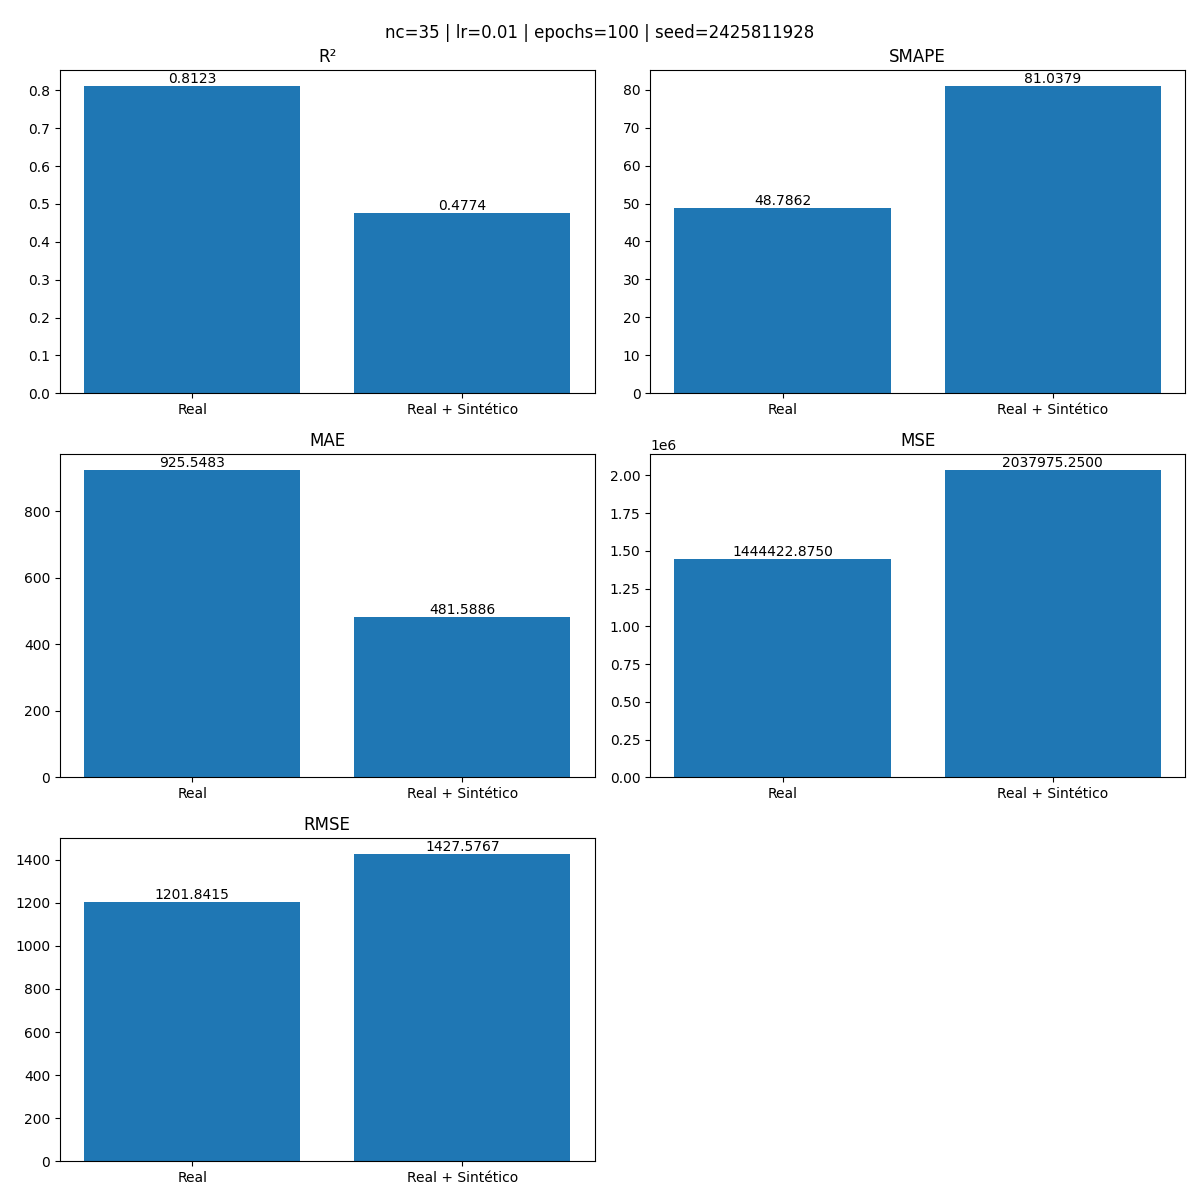 nc=35 | lr=0.01 | epochs=100 | seed=2425811928
R²
0.8123
0.4774
0.8
0.7
0.6
0.5
0.4
0.3
0.2
0.1
0.0
Real
Real + Sintético
SMAPE
81.0379
48.7862
80
70
60
50
40
30
20
10
0
Real
Real + Sintético
MAE
925.5483
481.5886
800
600
400
200
0
Real
Real + Sintético
MSE
1e6
2037975.2500
1444422.8750
2.00
1.75
1.50
1.25
1.00
0.75
0.50
0.25
0.00
Real
Real + Sintético
RMSE
1427.5767
1201.8415
1400
1200
1000
800
600
400
200
0
Real
Real + Sintético